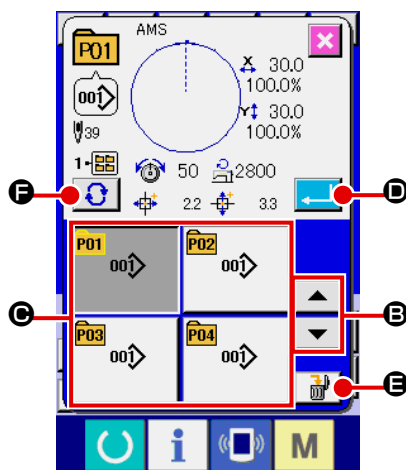 AMS
P01
X 30.0
100.0%
001
Y 30.0
100.0%
39
1
50 2800
F
D
2.2 3.3
P01 001
P02 001
C
B
P03 001
P04 001
E
i M